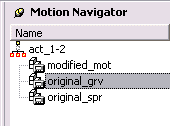 Motion Navigator
Name
act_1-2
modified_mot
original_grv
original_spr